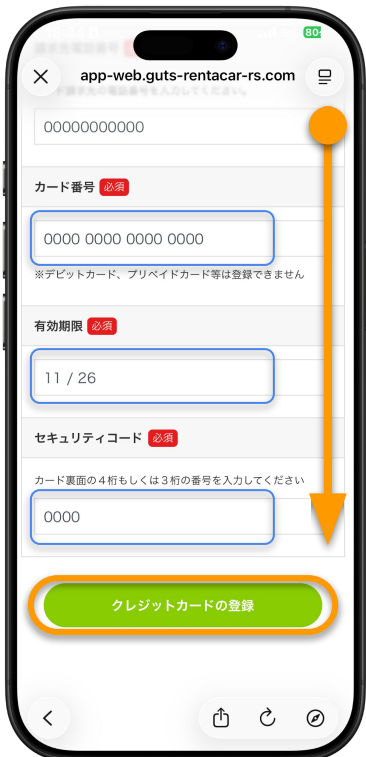 80
app-web.guts-rentacar-rs.com
00000000000
カード番号 必須
0000 0000 0000 0000
※デビットカード、プリペイドカード等は登録できません
有効期限 必須
11 / 26
セキュリティコード 必須
カード裏面の4桁もしくは3桁の番号を入力してください
0000
クレジットカードの登録